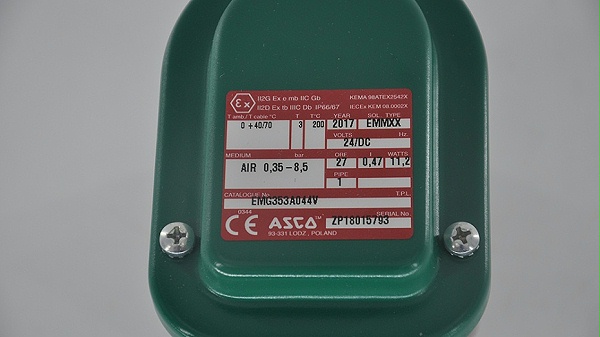 Ex II2G Ex e mb IIC Gb KEMA 98ATEX2542X
II2D Ex tb IIIC Db IP66/67 IECEx KEM 09.0002X
T amb / T cable °C T T°C YEAR SOL TYPE
0 +40/70 3 200 2017 EMMXX
VOLTS Hz
24/DC
MEDIUM bar ORF I WATTS
AIR 0,35-8,5 27 0,47 11,2
PIPE
1
CATALOGUE No T.P.L.
EMG353A044V
0344 SERIAL No
CE ASCO™ ZP18015793
93-331 LODZ, POLAND